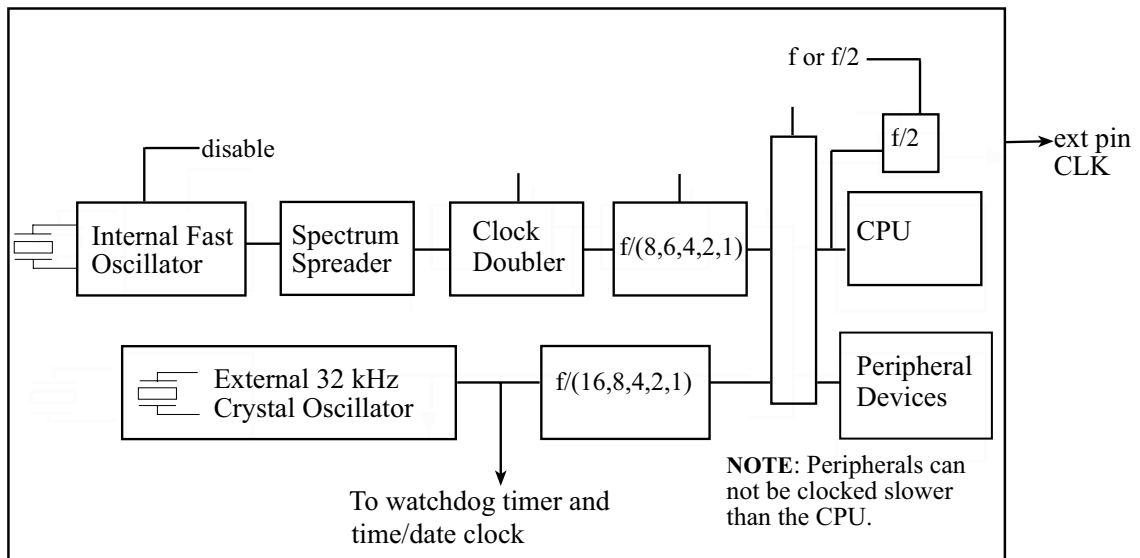 f or f/2
f/2
ext pin
CLK
disable
Internal Fast
Oscillator
Spectrum
Spreader
Clock
Doubler
f/(8,6,4,2,1)
CPU
External 32 kHz
Crystal Oscillator
f/(16,8,4,2,1)
Peripheral
Devices
NOTE: Peripherals can
not be clocked slower
than the CPU.
To watchdog timer and
time/date clock